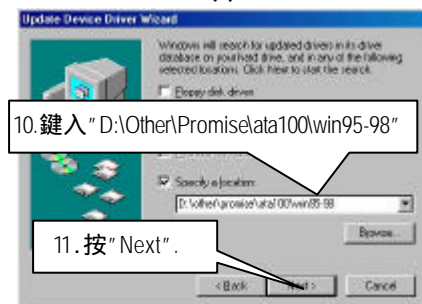 Update Device Driver Wizard
Windows will search for updated drivers in its driver
database on your hard drive, and in any of the following
selected locations. Click Next to start the search.
Floppy disk drives
10.鍵入"D:\Other\Promise\ata100\win95-98"
Specify a location:
D:\other\promise\ata100\win95-98
Browse...
11.按"Next".
< Back
Next >
Cancel